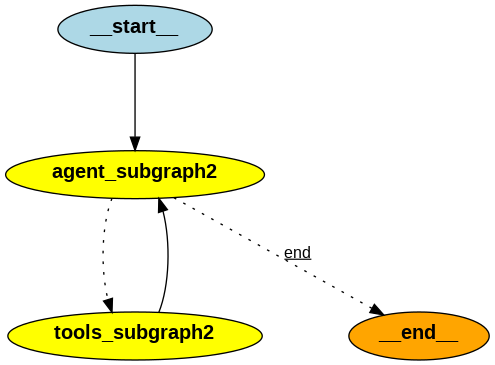 __start__
agent_subgraph2
end
tools_subgraph2
__end__